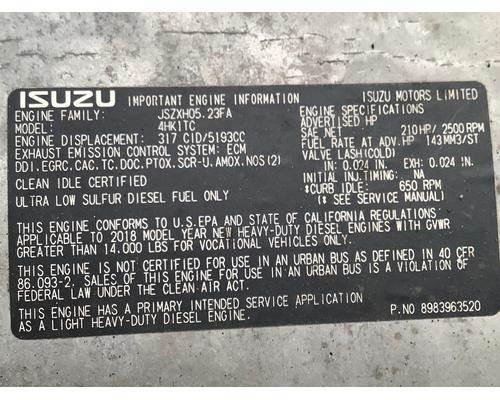 ISUZU IMPORTANT ENGINE INFORMATION ISUZU MOTORS LIMITED
ENGINE FAMILY: JSZXH05.23FA
MODEL: 4HK1TC
ENGINE DISPLACEMENT: 317 CID/5193CC
EXHAUST EMISSION CONTROL SYSTEM: ECM
DDI.EGRC.CAC.TC.DOC.PTOX.SCR-U.AMOX.NOS(2)
CLEAN IDLE CERTIFIED
ULTRA LOW SULFUR DIESEL FUEL ONLY
ENGINE SPECIFICATIONS
ADVERTISED HP
SAE NET 210HP/ 2500 RPM
FUEL RATE AT ADV.HP 143MM3/ST
VALVE LASH(COLD)
IN: 0.024 IN. EXH: 0.024 IN.
INITIAL INJ.TIMING: NA
*CURB IDLE: 650 RPM
(* SEE SERVICE MANUAL)
THIS ENGINE CONFORMS TO U.S.EPA AND STATE OF CALIFORNIA REGULATIONS
APPLICABLE TO 2018 MODEL YEAR NEW HEAVY-DUTY DIESEL ENGINES WITH GVWR
GREATER THAN 14.000 LBS FOR VOCATIONAL VEHICLES ONLY.
THIS ENGINE IS NOT CERTIFIED FOR USE IN AN URBAN BUS AS DEFINED IN 40 CFR
86.093-2. SALES OF THIS ENGINE FOR USE IN AN URBAN BUS IS A VIOLATION OF
FEDERAL LAW UNDER THE CLEAN AIR ACT.
THIS ENGINE HAS A PRIMARY INTENDED SERVICE APPLICATION
AS A LIGHT HEAVY-DUTY DIESEL ENGINE.
P.NO 8983963520